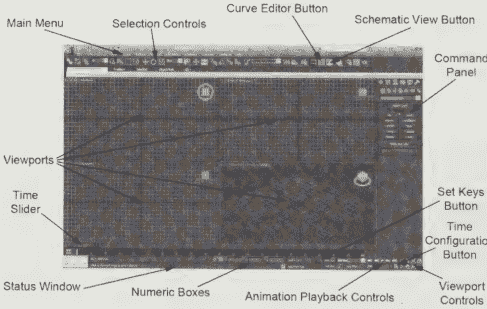 Curve Editor Button
Main Menu
Selection Controls
Schematic View Button
Command
Panel
Viewports
Time
Slider
Set Keys
Button
Time
Configuration
Button
Status Window
Numeric Boxes
Animation Playback Controls
Viewport
Controls